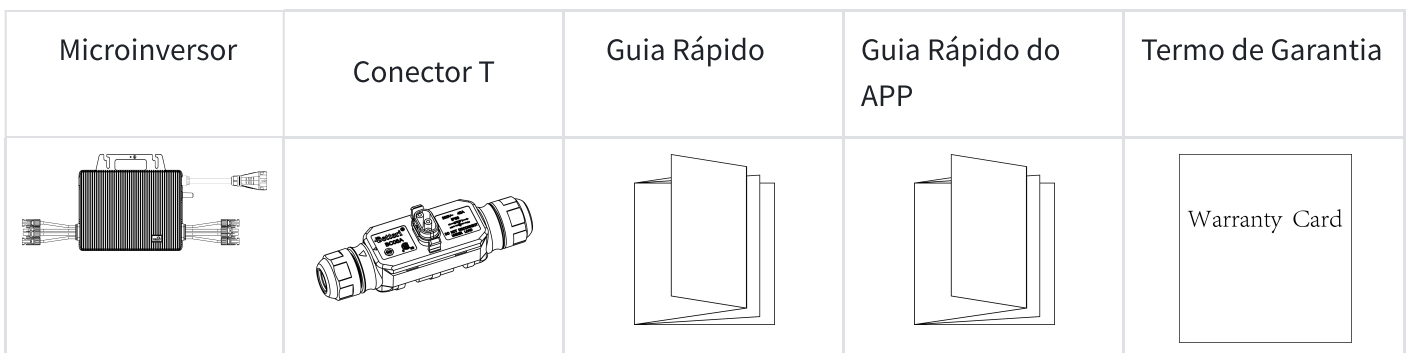 Microinversor
Conector T
Guia Rápido
Guia Rápido do
APP
Termo de Garantia
Warranty Card